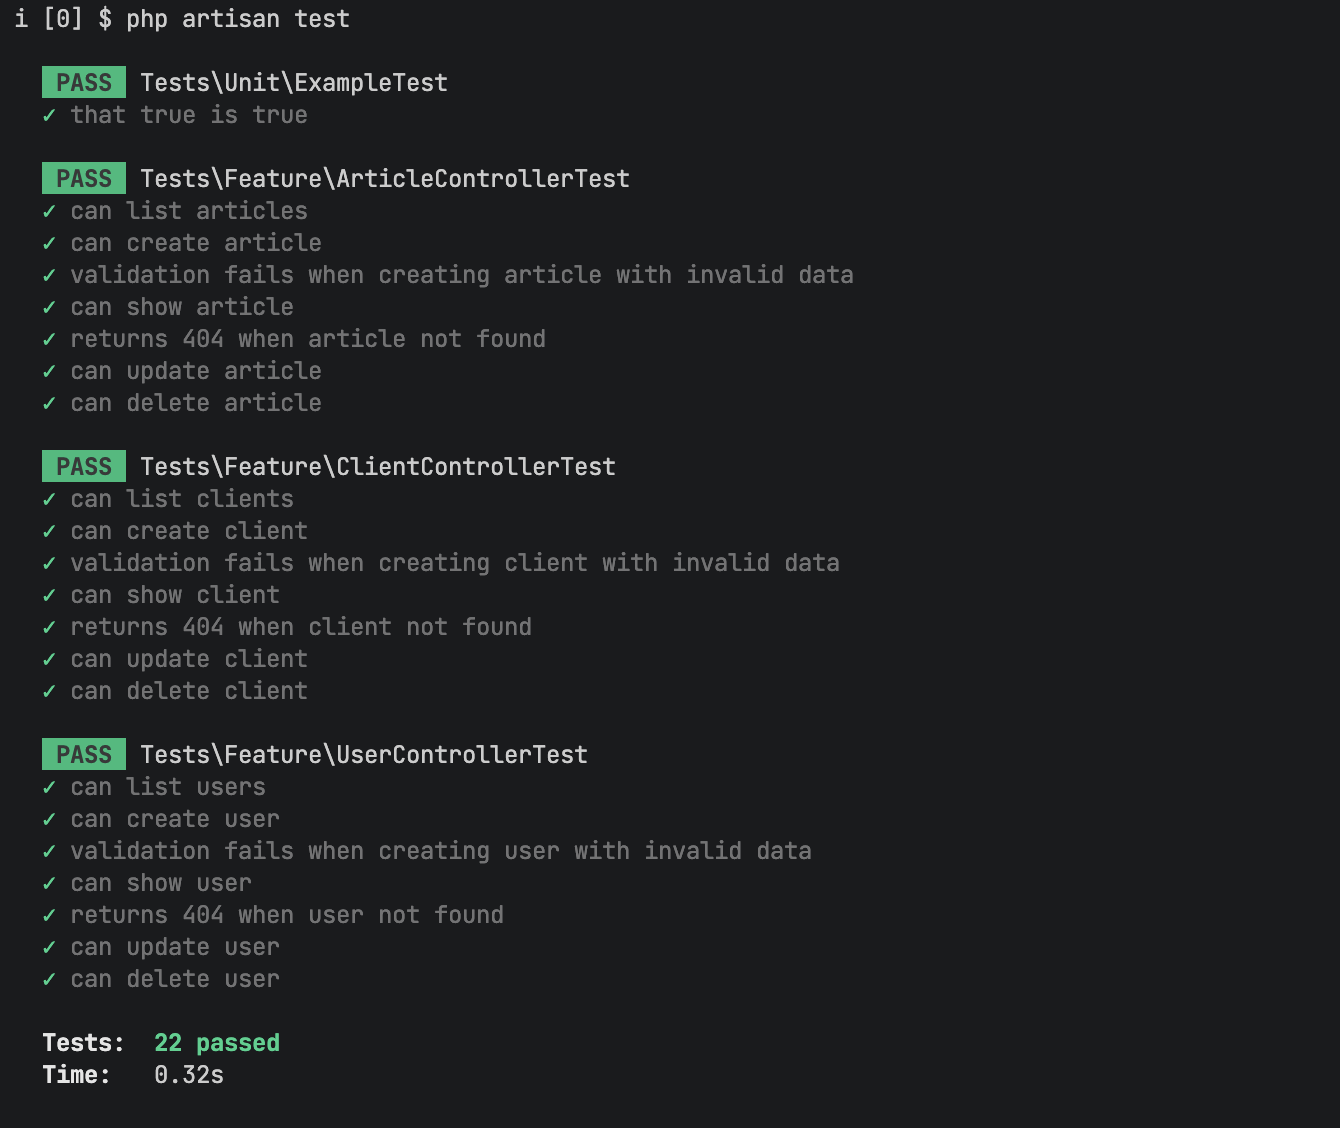 i [0] $ php artisan test
PASS Tests\Unit\ExampleTest
✓ that true is true
PASS Tests\Feature\ArticleControllerTest
✓ can list articles
✓ can create article
✓ validation fails when creating article with invalid data
✓ can show article
✓ returns 404 when article not found
✓ can update article
✓ can delete article
PASS Tests\Feature\ClientControllerTest
✓ can list clients
✓ can create client
✓ validation fails when creating client with invalid data
✓ can show client
✓ returns 404 when client not found
✓ can update client
✓ can delete client
PASS Tests\Feature\UserControllerTest
✓ can list users
✓ can create user
✓ validation fails when creating user with invalid data
✓ can show user
✓ returns 404 when user not found
✓ can update user
✓ can delete user
Tests: 22 passed
Time: 0.32s